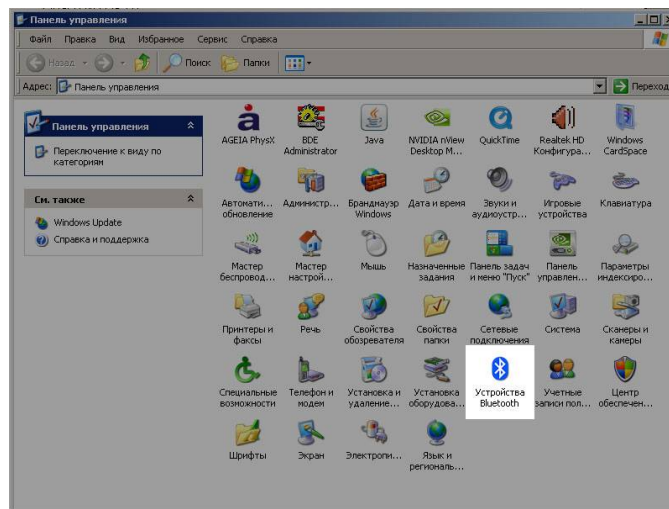 Панель управления
Файл Правка Вид Избранное Сервис Справка
Назад Поиск Папки
Адрес: Панель управления Переход
Панель управления
Переключение к виду по
категориям
См. также
Windows Update
Справка и поддержка
AGEIA PhysX
BDE
Administrator
Java
NVIDIA nView
Desktop M...
QuickTime
Realtek HD
Конфигура...
Windows
CardSpace
Автомати...
обновление
Администр...
Брандмауэр
Windows
Дата и время
Звуки и
аудиоустр...
Игровые
устройства
Клавиатура
Мастер
беспровод...
Мастер
настрой...
Мышь
Назначенные
задания
Панель задач
и меню "Пуск"
Панель
управлен...
Параметры
индексиро...
Принтеры и
факсы
Речь
Свойства
обозревателя
Свойства
папки
Сетевые
подключения
Система
Сканеры и
камеры
Специальные
возможности
Телефон и
модем
Установка и
удаление...
Установка
оборудова...
Устройства
Bluetooth
Учетные
записи пол...
Центр
обеспечен...
Шрифты
Экран
Электропи...
Язык и
региональ...